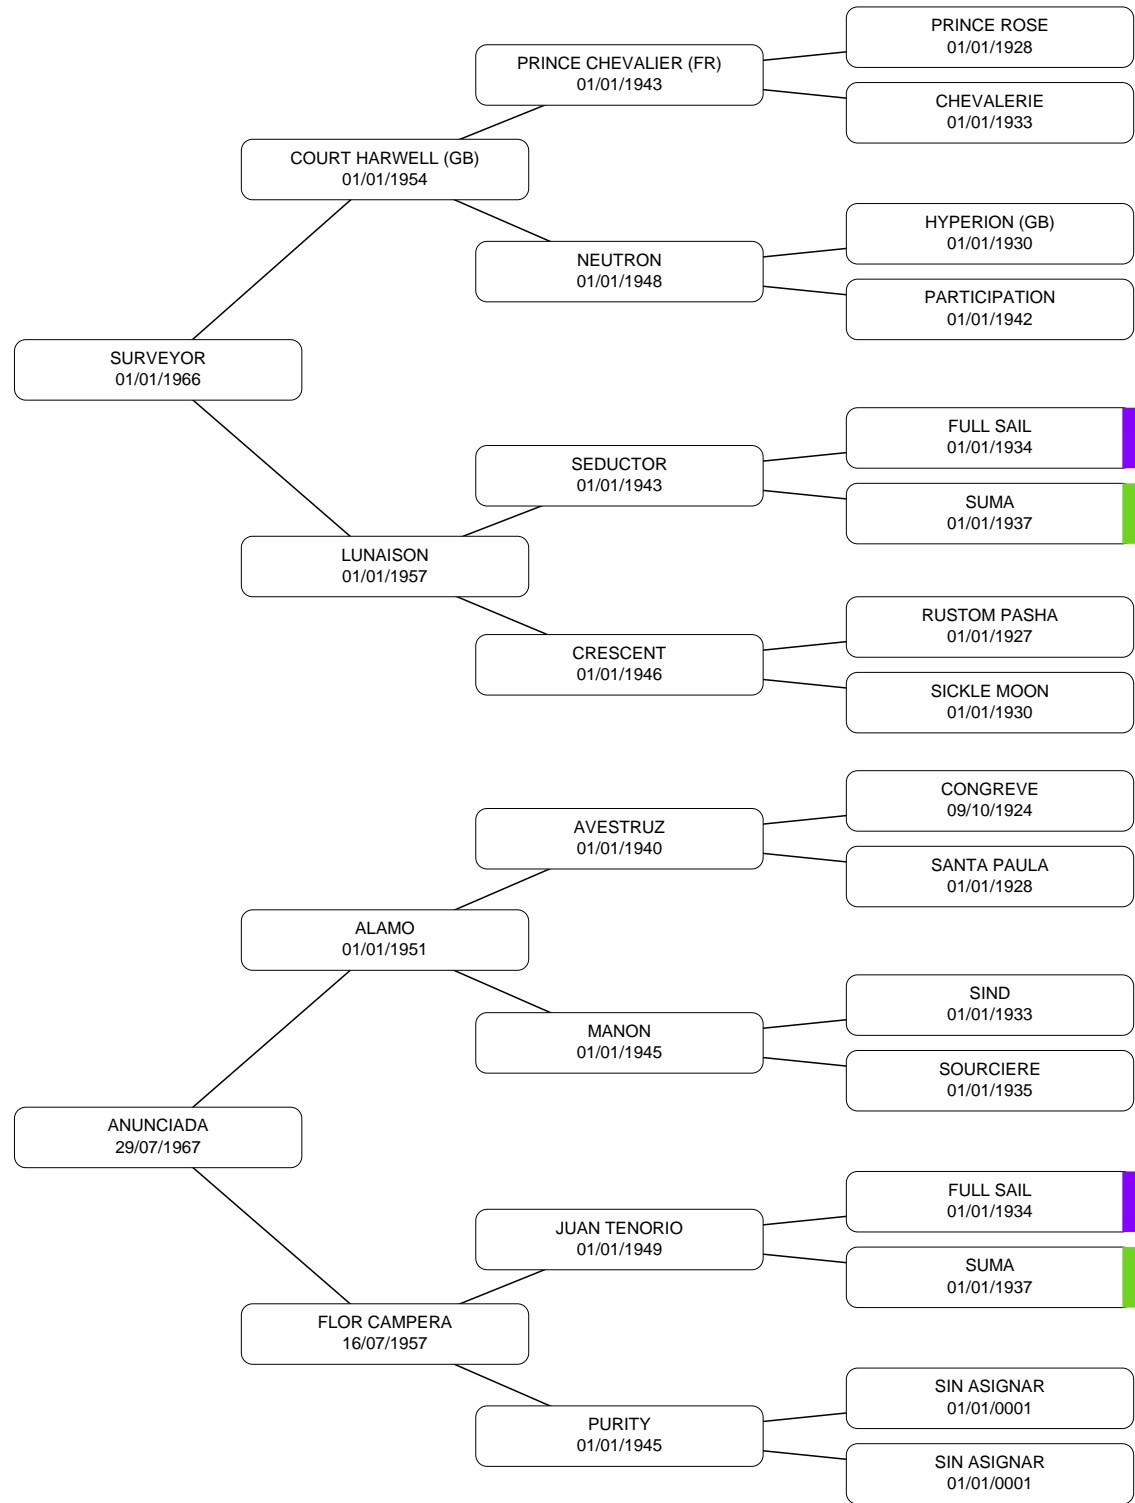 PRINCE ROSE
01/01/1928
PRINCE CHEVALIER (FR)
01/01/1943
CHEVALERIE
01/01/1933
COURT HARWELL (GB)
01/01/1954
HYPERION (GB)
01/01/1930
NEUTRON
01/01/1948
PARTICIPATION
01/01/1942
SURVEYOR
01/01/1966
FULL SAIL
01/01/1934
SEDUCTOR
01/01/1943
SUMA
01/01/1937
LUNAISON
01/01/1957
RUSTOM PASHA
01/01/1927
CRESCENT
01/01/1946
SICKLE MOON
01/01/1930
CONGREVE
09/10/1924
AVESTRUZ
01/01/1940
SANTA PAULA
01/01/1928
ALAMO
01/01/1951
SIND
01/01/1933
MANON
01/01/1945
SOURCIERE
01/01/1935
ANUNCIADA
29/07/1967
FULL SAIL
01/01/1934
JUAN TENORIO
01/01/1949
SUMA
01/01/1937
FLOR CAMPERA
16/07/1957
SIN ASIGNAR
01/01/0001
PURITY
01/01/1945
SIN ASIGNAR
01/01/0001